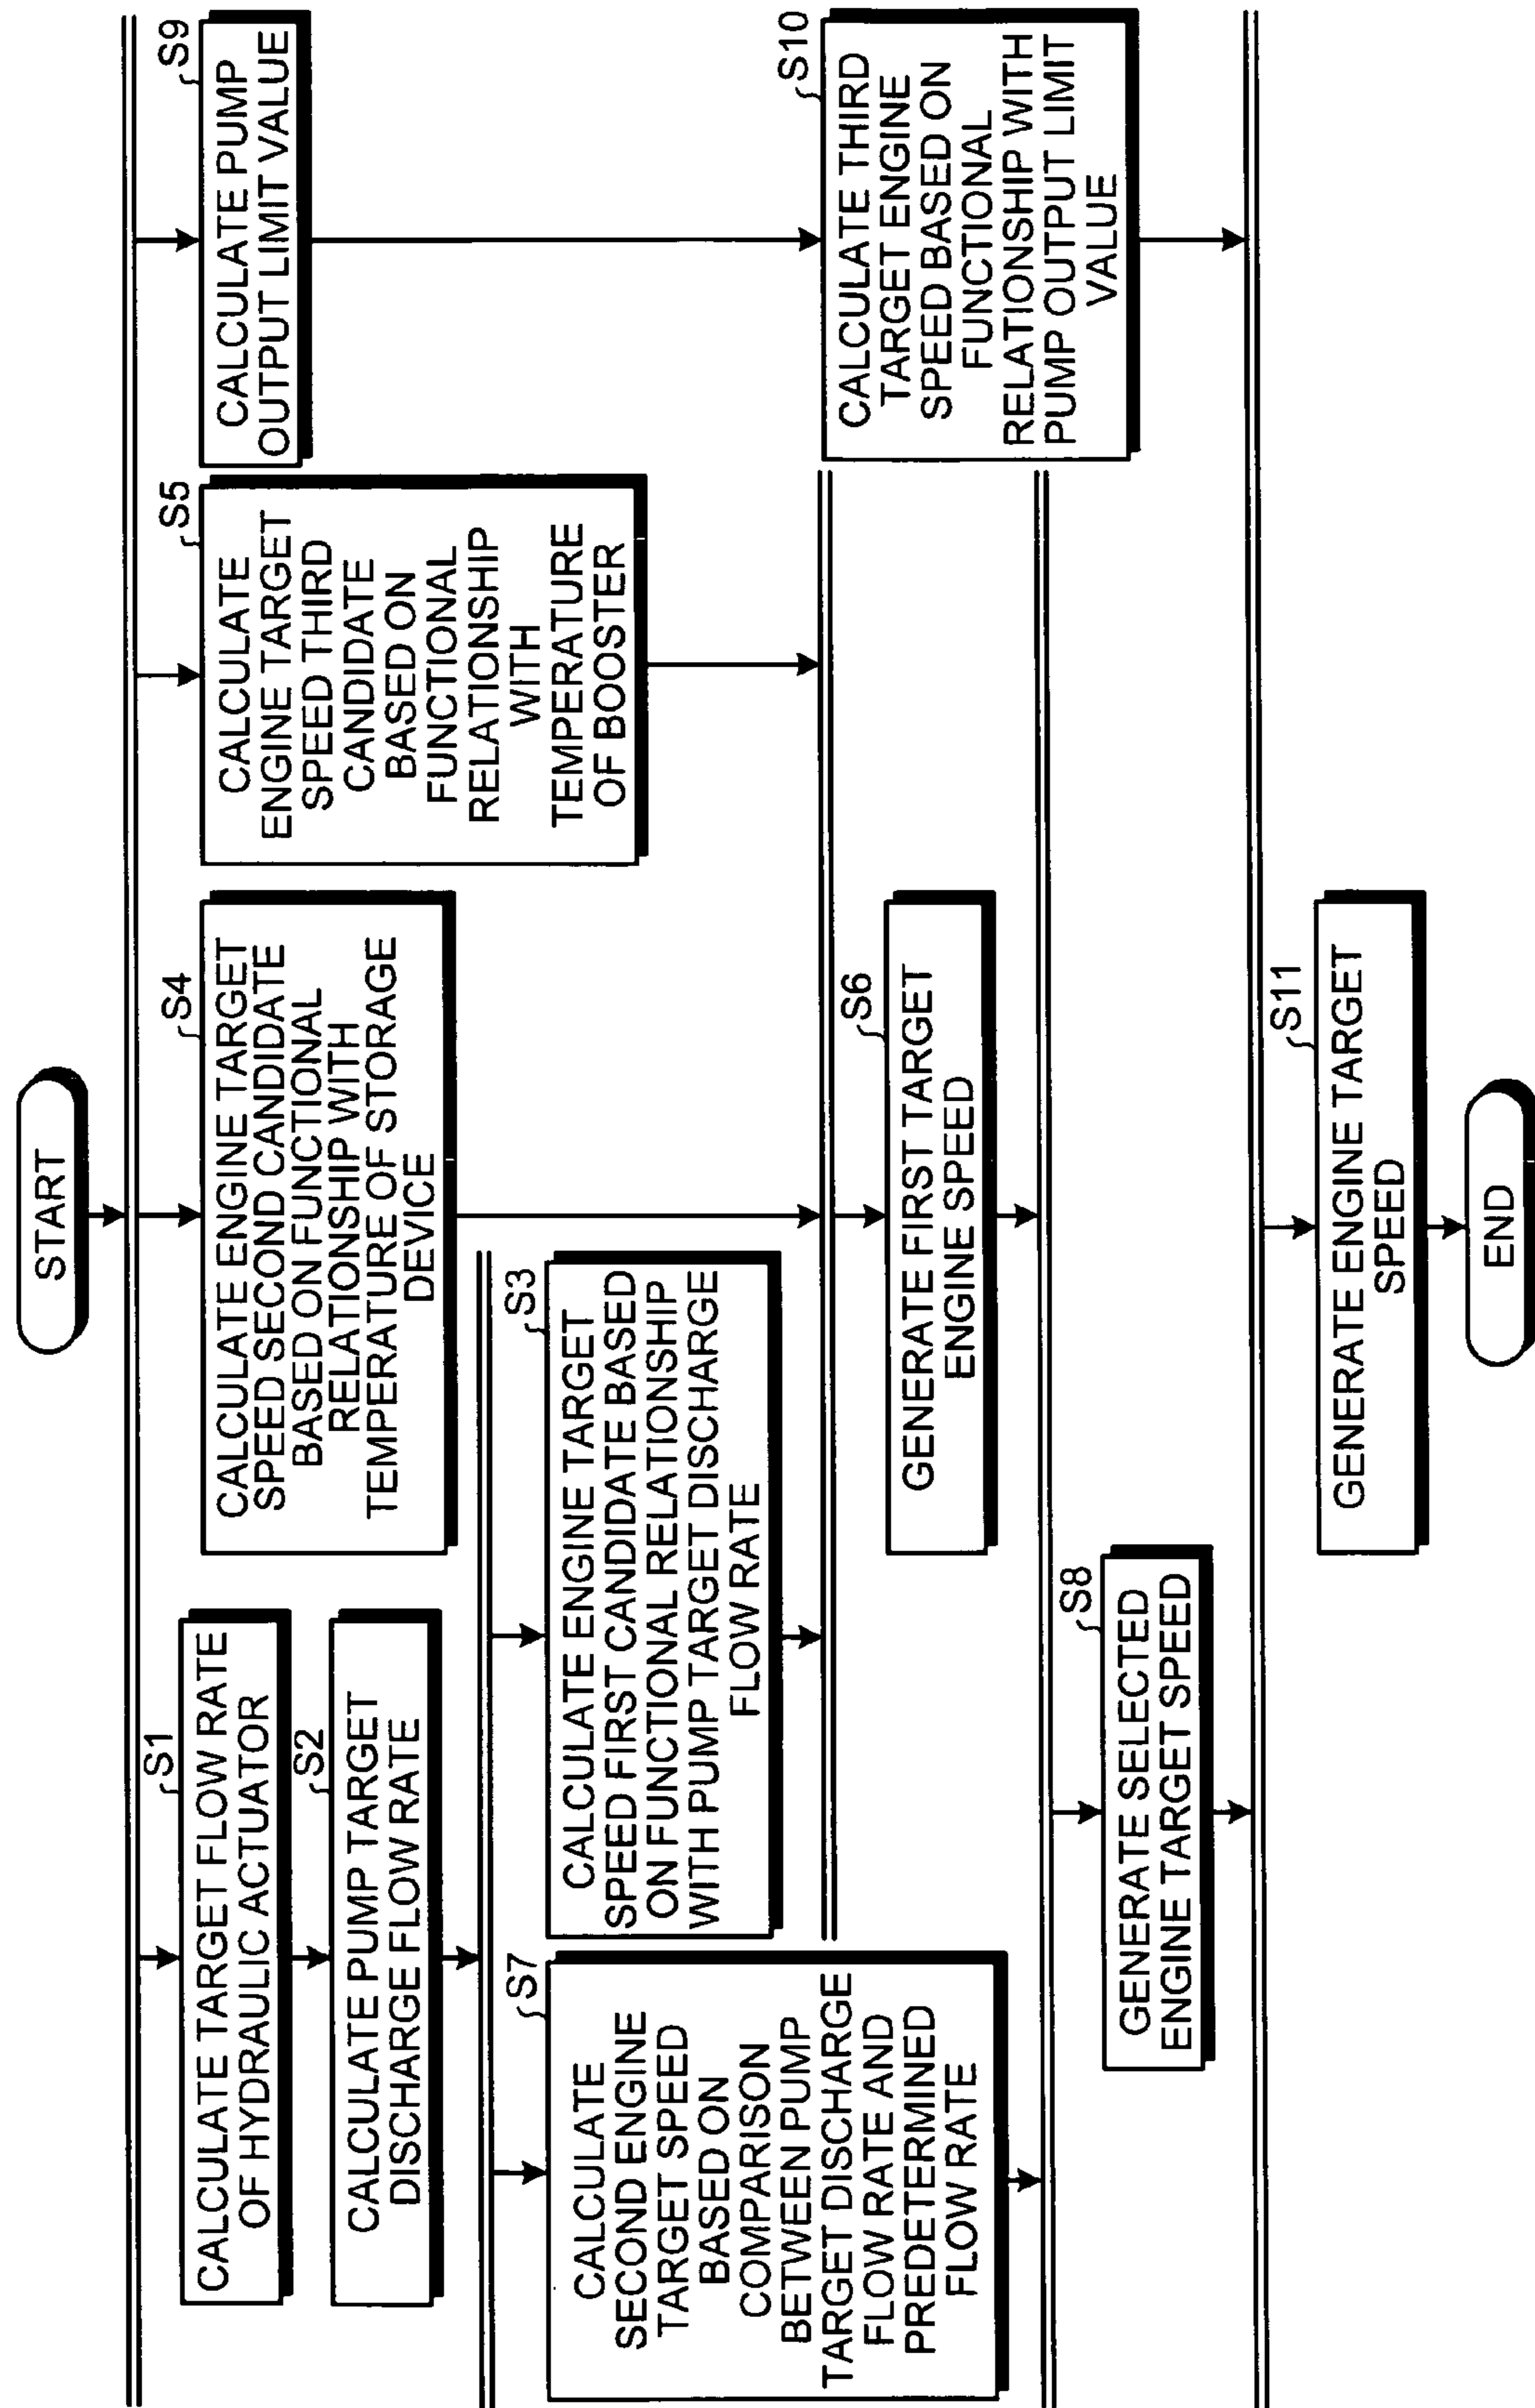 START
S1
CALCULATE TARGET FLOW RATE
OF HYDRAULIC ACTUATOR
S2
CALCULATE PUMP TARGET
DISCHARGE FLOW RATE
S4
CALCULATE ENGINE TARGET
SPEED SECOND CANDIDATE
BASED ON FUNCTIONAL
RELATIONSHIP WITH
TEMPERATURE OF STORAGE
DEVICE
S5
CALCULATE
ENGINE TARGET
SPEED THIRD
CANDIDATE
BASED ON
FUNCTIONAL
RELATIONSHIP
WITH
TEMPERATURE
OF BOOSTER
S9
CALCULATE PUMP
OUTPUT LIMIT VALUE
S7
CALCULATE
SECOND ENGINE
TARGET SPEED
BASED ON
COMPARISON
BETWEEN PUMP
TARGET DISCHARGE
FLOW RATE AND
PREDETERMINED
FLOW RATE
S3
CALCULATE ENGINE TARGET
SPEED FIRST CANDIDATE BASED
ON FUNCTIONAL RELATIONSHIP
WITH PUMP TARGET DISCHARGE
FLOW RATE
S6
GENERATE FIRST TARGET
ENGINE SPEED
S10
CALCULATE THIRD
TARGET ENGINE
SPEED BASED ON
FUNCTIONAL
RELATIONSHIP WITH
PUMP OUTPUT LIMIT
VALUE
S8
GENERATE SELECTED
ENGINE TARGET SPEED
S11
GENERATE ENGINE TARGET
SPEED
END